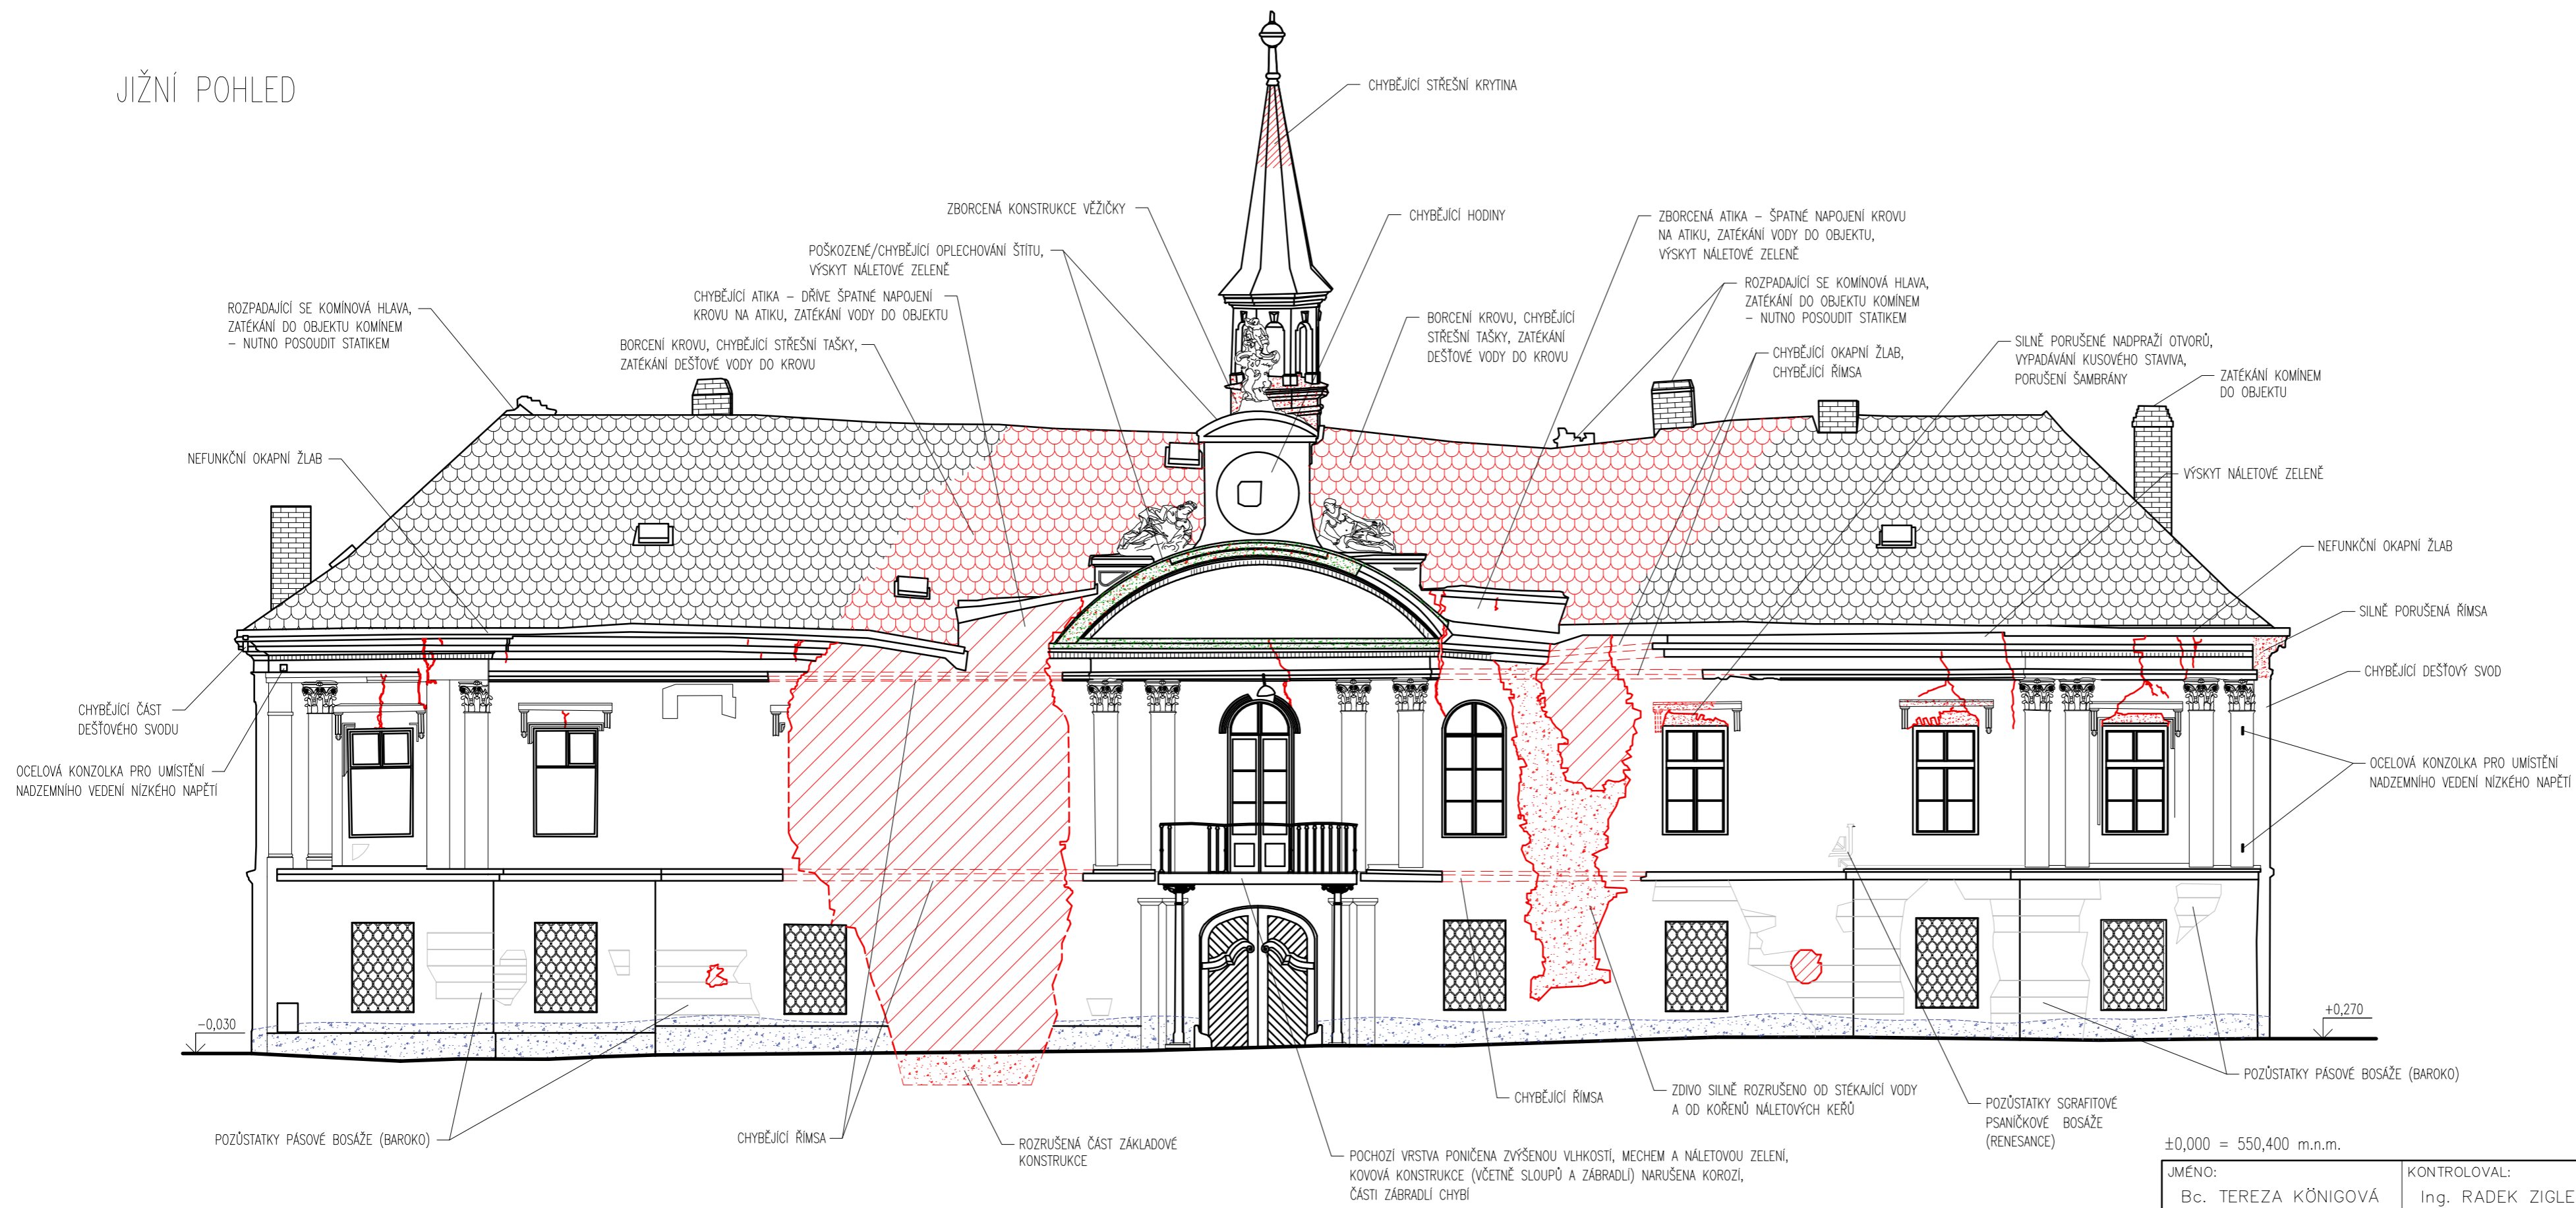 JIŽNÍ POHLED
CHYBĚJÍCÍ STŘEŠNÍ KRYTINA
ZBORCENÁ KONSTRUKCE VĚŽIČKY
CHYBĚJÍCÍ HODINY
ZBORCENÁ ATIKA – ŠPATNÉ NAPOJENÍ KROVU
NA ATIKU, ZATÉKÁNÍ VODY DO OBJEKTU,
VÝSKYT NÁLETOVÉ ZELENĚ
POŠKOZENÉ/CHYBĚJÍCÍ OPLECHOVÁNÍ ŠTÍTU,
VÝSKYT NÁLETOVÉ ZELENĚ
CHYBĚJÍCÍ ATIKA – DŘÍVE ŠPATNÉ NAPOJENÍ
KROVU NA ATIKU, ZATÉKÁNÍ VODY DO OBJEKTU
ROZPADAJÍCÍ SE KOMÍNOVÁ HLAVA,
ZATÉKÁNÍ DO OBJEKTU KOMÍNEM
– NUTNO POSOUDIT STATIKEM
BORCENÍ KROVU, CHYBĚJÍCÍ STŘEŠNÍ TAŠKY,
ZATÉKÁNÍ DEŠŤOVÉ VODY DO KROVU
BORCENÍ KROVU, CHYBĚJÍCÍ
STŘEŠNÍ TAŠKY, ZATÉKÁNÍ
DEŠŤOVÉ VODY DO KROVU
ROZPADAJÍCÍ SE KOMÍNOVÁ HLAVA,
ZATÉKÁNÍ DO OBJEKTU KOMÍNEM
– NUTNO POSOUDIT STATIKEM
CHYBĚJÍCÍ OKAPNÍ ŽLAB,
CHYBĚJÍCÍ ŘÍMSA
SILNĚ PORUŠENÉ NADPRAŽÍ OTVORŮ,
VYPADÁVÁNÍ KUSOVÉHO STAVIVA,
PORUŠENÍ ŠAMBRÁNY
ZATÉKÁNÍ KOMÍNEM
DO OBJEKTU
NEFUNKČNÍ OKAPNÍ ŽLAB
VÝSKYT NÁLETOVÉ ZELENĚ
NEFUNKČNÍ OKAPNÍ ŽLAB
SILNĚ PORUŠENÁ ŘÍMSA
CHYBĚJÍCÍ DEŠŤOVÝ SVOD
CHYBĚJÍCÍ ČÁST
DEŠŤOVÉHO SVODU
OCELOVÁ KONZOLKA PRO UMÍSTĚNÍ
NADZEMNÍHO VEDENÍ NÍZKÉHO NAPĚTÍ
OCELOVÁ KONZOLKA PRO UMÍSTĚNÍ
NADZEMNÍHO VEDENÍ NÍZKÉHO NAPĚTÍ
–0,030
+0,270
POZŮSTATKY PÁSOVÉ BOSÁŽE (BAROKO)
CHYBĚJÍCÍ ŘÍMSA
ROZRUŠENÁ ČÁST ZÁKLADOVÉ
KONSTRUKCE
POCHOZÍ VRSTVA PONIČENA ZVÝŠENOU VLHKOSTÍ, MECHEM A NÁLETOVOU ZELENÍ,
KOVOVÁ KONSTRUKCE (VČETNĚ SLOUPŮ A ZÁBRADLÍ) NARUŠENA KOROZÍ,
ČÁSTI ZÁBRADLÍ CHYBÍ
CHYBĚJÍCÍ ŘÍMSA
ZDIVO SILNĚ ROZRUŠENO OD STÉKAJÍCÍ VODY
A OD KOŘENŮ NÁLETOVÝCH KEŘŮ
POZŮSTATKY SGRAFITOVÉ
PSANÍČKOVÉ BOSÁŽE
(RENESANCE)
POZŮSTATKY PÁSOVÉ BOSÁŽE (BAROKO)
±0,000 = 550,400 m.n.m.
JMÉNO:
Bc. TEREZA KÖNIGOVÁ
KONTROLOVAL:
Ing. RADEK ZIGLE